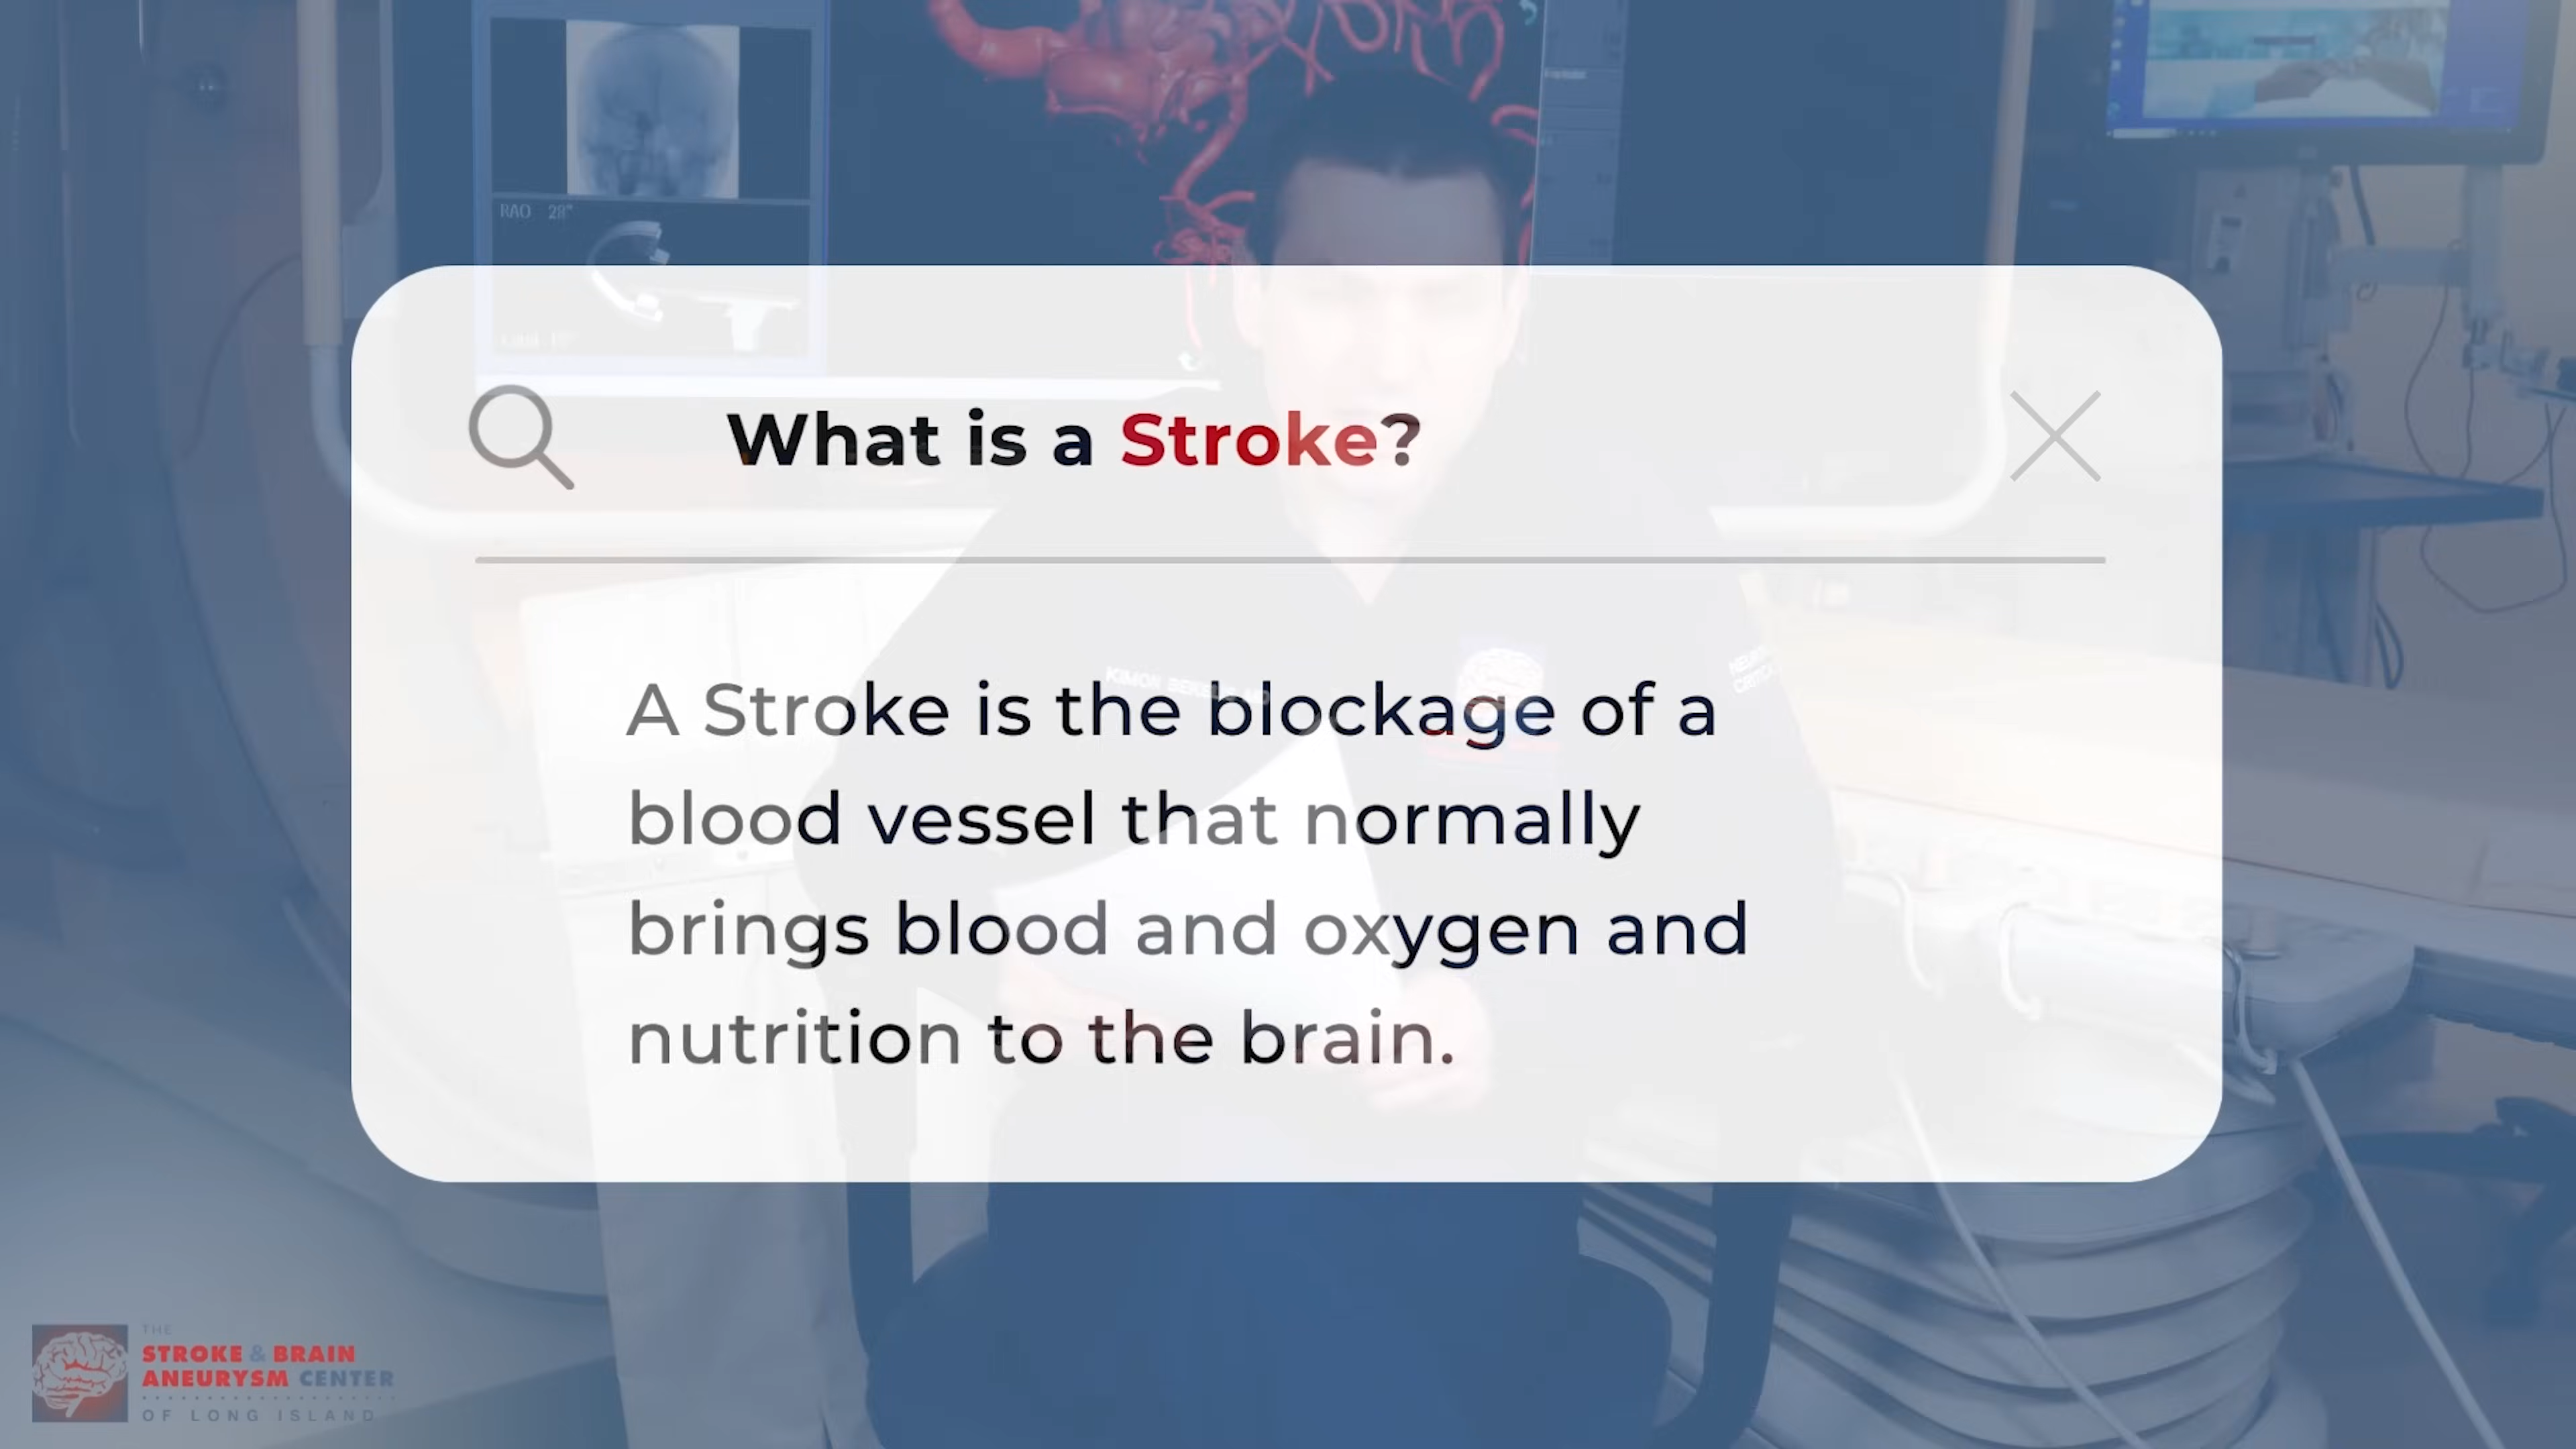 RAO 28°
What is a Stroke?
A Stroke is the blockage of a
blood vessel that normally
brings blood and oxygen and
nutrition to the brain.
THE
STROKE & BRAIN
ANEURYSM CENTER
OF LONG ISLAND